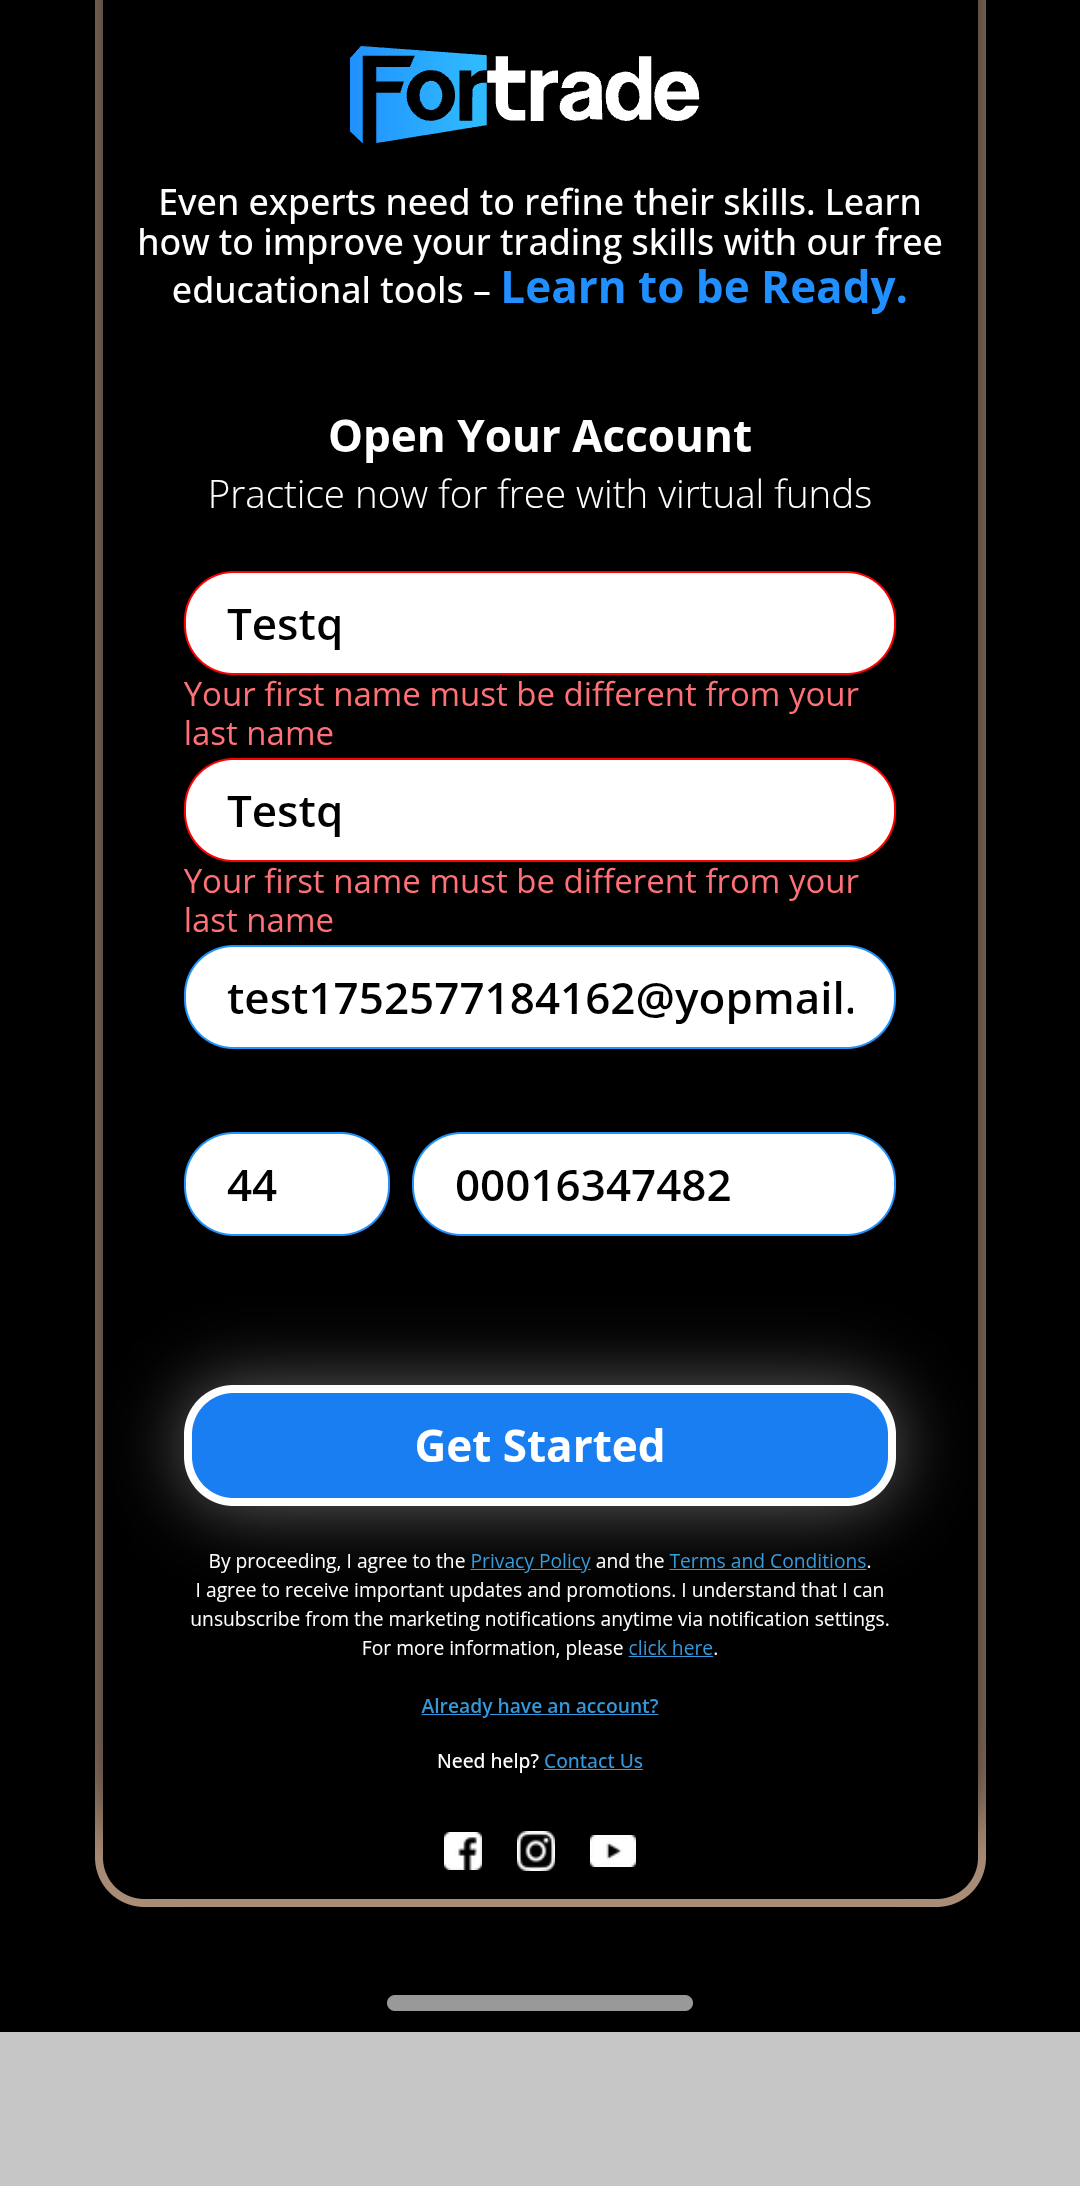 Fortrade
Even experts need to refine their skills. Learn
how to improve your trading skills with our free
educational tools – Learn to be Ready.
Open Your Account
Practice now for free with virtual funds
Testq
Your first name must be different from your
last name
Testq
Your first name must be different from your
last name
test1752577184162@yopmail.
44 00016347482
Get Started
By proceeding, I agree to the Privacy Policy and the Terms and Conditions.
I agree to receive important updates and promotions. I understand that I can
unsubscribe from the marketing notifications anytime via notification settings.
For more information, please click here.
Already have an account?
Need help? Contact Us